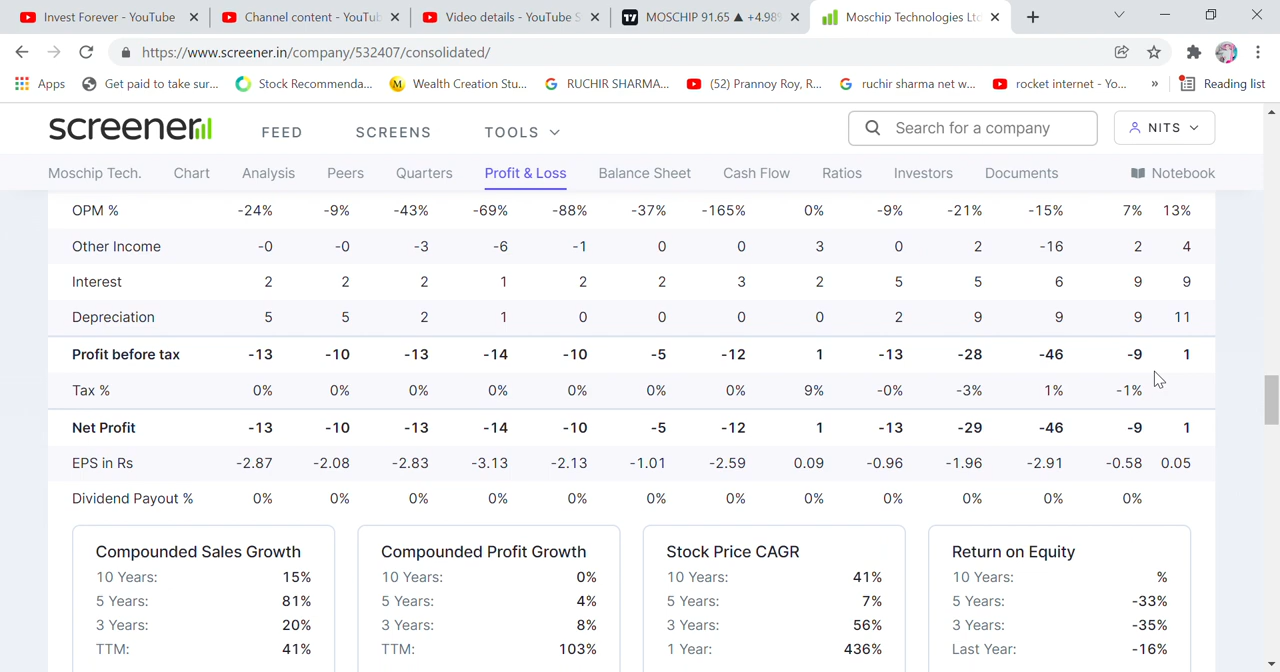 Invest Forever - YouTube
Channel content - YouTub
Video details - YouTube S
MOSCHIP 91.65 ▲ +4.98%
Moschip Technologies Ltd
https://www.screener.in/company/532407/consolidated/
Apps
Get paid to take sur...
Stock Recommenda...
Wealth Creation Stu...
RUCHIR SHARMA...
(52) Prannoy Roy, R...
ruchir sharma net w...
rocket internet - Yo...
»
Reading list
screener
FEED
SCREENS
TOOLS
Search for a company
NITS
Moschip Tech.
Chart
Analysis
Peers
Quarters
Profit & Loss
Balance Sheet
Cash Flow
Ratios
Investors
Documents
Notebook
OPM % -24% -9% -43% -69% -88% -37% -165% 0% -9% -21% -15% 7% 13%
Other Income -0 -0 -3 -6 -1 0 0 3 0 2 -16 2 4
Interest 2 2 2 1 2 2 3 2 5 5 6 9 9
Depreciation 5 5 2 1 0 0 0 0 2 9 9 9 11
Profit before tax -13 -10 -13 -14 -10 -5 -12 1 -13 -28 -46 -9 1
Tax % 0% 0% 0% 0% 0% 0% 0% 9% -0% -3% 1% -1%
Net Profit -13 -10 -13 -14 -10 -5 -12 1 -13 -29 -46 -9 1
EPS in Rs -2.87 -2.08 -2.83 -3.13 -2.13 -1.01 -2.59 0.09 -0.96 -1.96 -2.91 -0.58 0.05
Dividend Payout % 0% 0% 0% 0% 0% 0% 0% 0% 0% 0% 0% 0%
Compounded Sales Growth
10 Years: 15%
5 Years: 81%
3 Years: 20%
TTM: 41%
Compounded Profit Growth
10 Years: 0%
5 Years: 4%
3 Years: 8%
TTM: 103%
Stock Price CAGR
10 Years: 41%
5 Years: 7%
3 Years: 56%
1 Year: 436%
Return on Equity
10 Years: %
5 Years: -33%
3 Years: -35%
Last Year: -16%